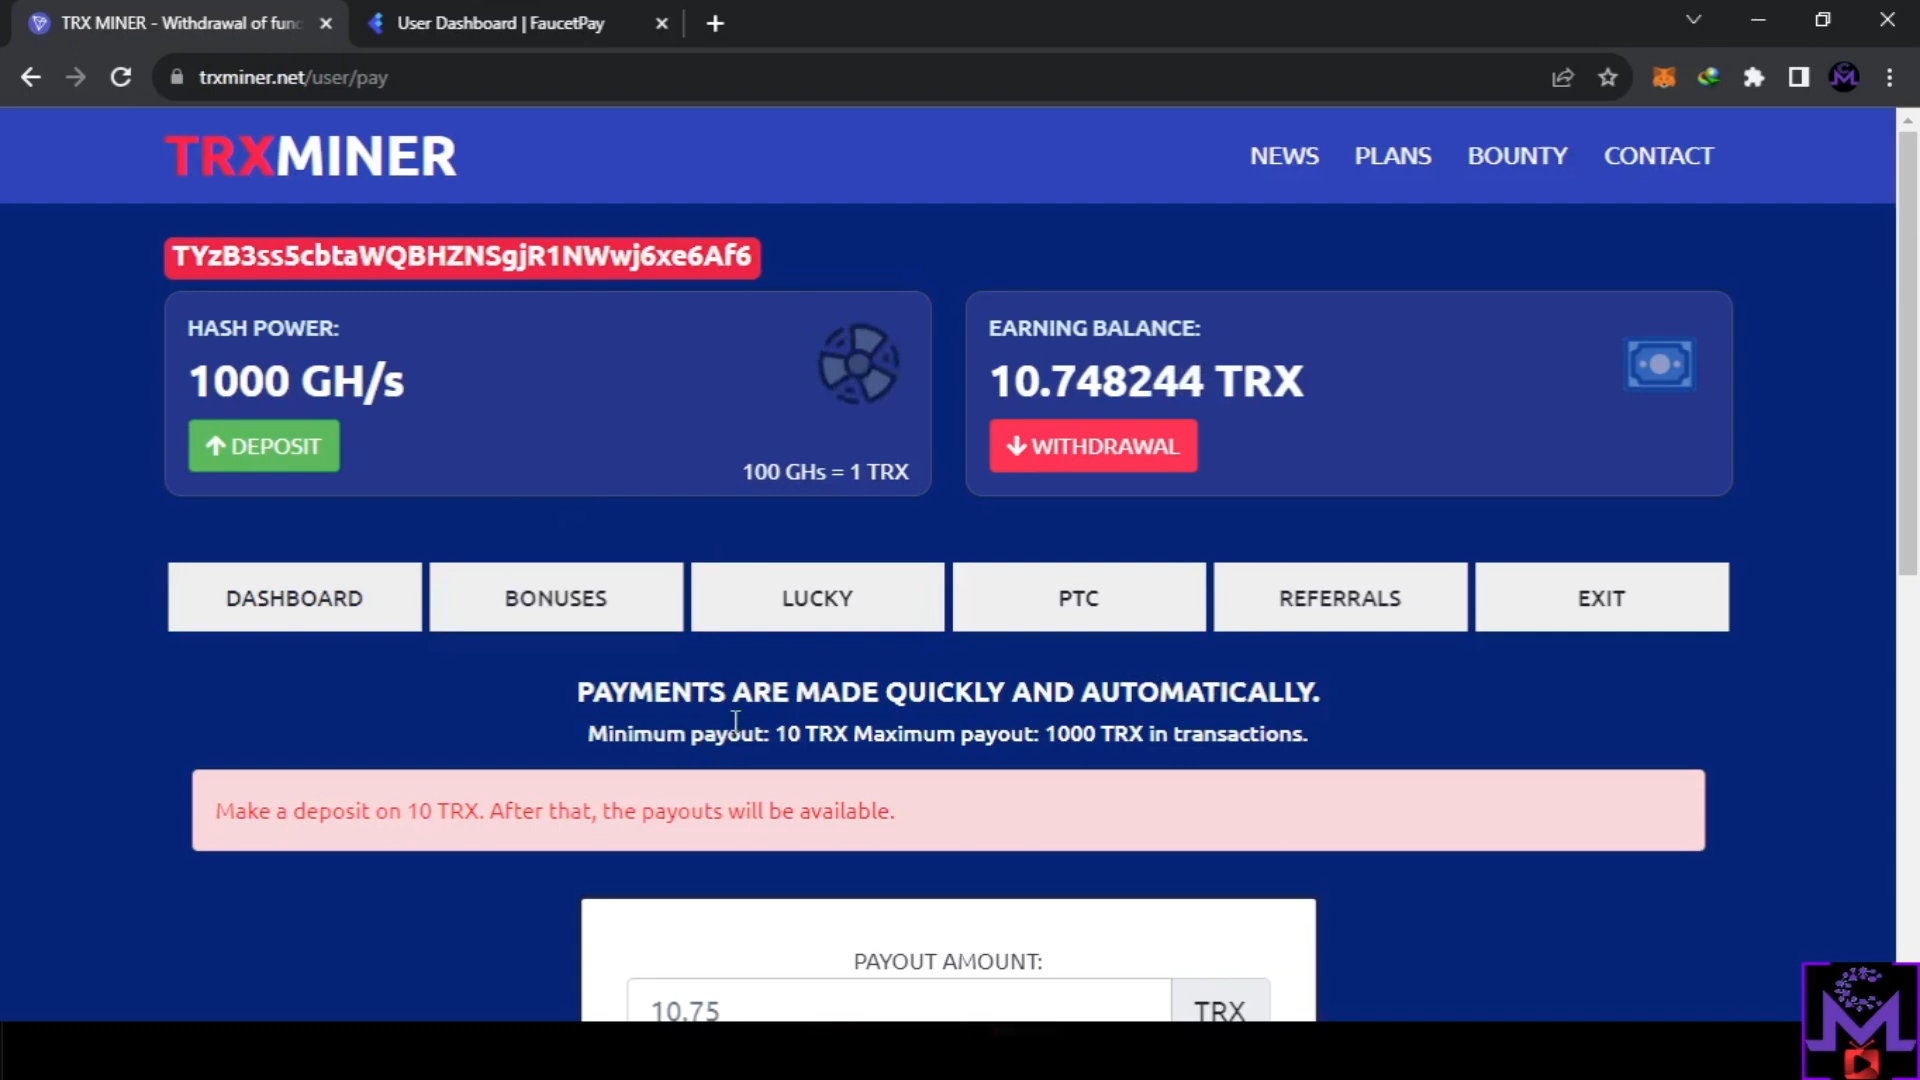 TRX MINER - Withdrawal of fun
User Dashboard | FaucetPay
trxminer.net/user/pay
TRXMINER
NEWS
PLANS
BOUNTY
CONTACT
TYzB3ss5cbtaWQBHZNSgjR1NWwj6xe6Af6
HASH POWER:
1000 GH/s
DEPOSIT
100 GHs = 1 TRX
EARNING BALANCE:
10.748244 TRX
WITHDRAWAL
DASHBOARD
BONUSES
LUCKY
PTC
REFERRALS
EXIT
PAYMENTS ARE MADE QUICKLY AND AUTOMATICALLY.
Minimum payout: 10 TRX Maximum payout: 1000 TRX in transactions.
Make a deposit on 10 TRX. After that, the payouts will be available.
PAYOUT AMOUNT:
10.75
TRX
M